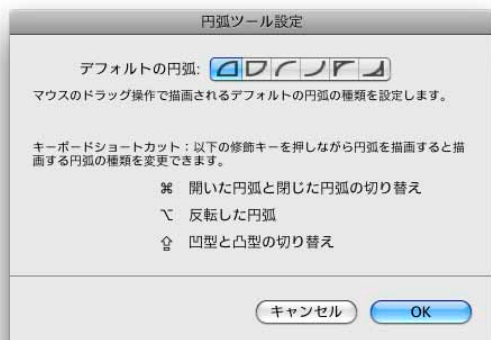 円弧ツール設定
デフォルトの円弧:
マウスのドラッグ操作で描画されるデフォルトの円弧の種類を設定します。
キーボードショートカット：以下の修飾キーを押しながら円弧を描画すると描
画する円弧の種類を変更できます。
⌘ 開いた円弧と閉じた円弧の切り替え
⌥ 反転した円弧
⇪ 凹型と凸型の切り替え
キャンセル OK